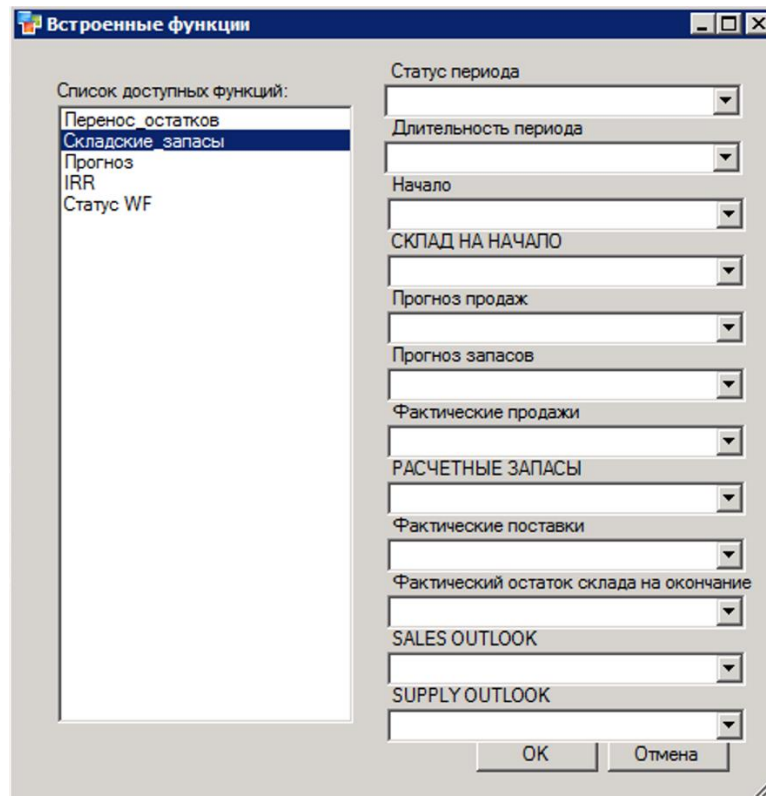 Встроенные функции
Список доступных функций:
Перенос_остатков
Складские_запасы
Прогноз
IRR
Статус WF
Статус периода
Длительность периода
Начало
СКЛАД НА НАЧАЛО
Прогноз продаж
Прогноз запасов
Фактические продажи
РАСЧЕТНЫЕ ЗАПАСЫ
Фактические поставки
Фактический остаток склада на окончание
SALES OUTLOOK
SUPPLY OUTLOOK
OK
Отмена